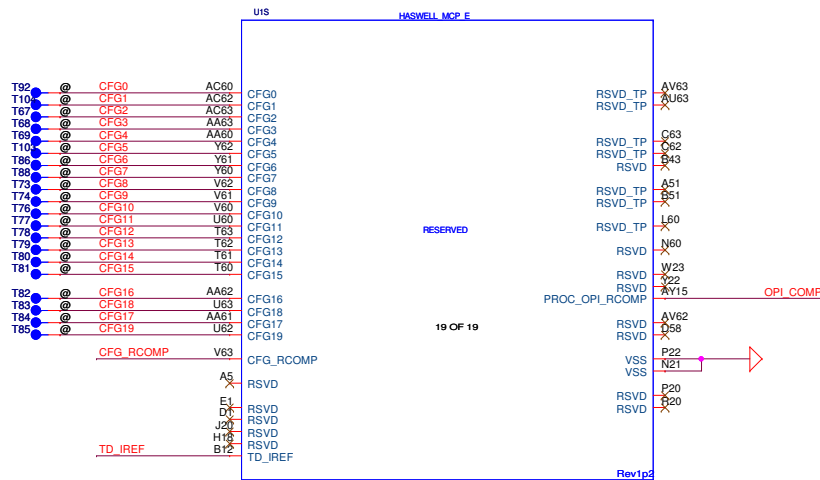 U1S HASWELL_MCP_E
T92 @ CFG0 AC60 CFG0 RSVD_TP AV63
@ CFG1 AC62 CFG1 RSVD_TP AU63
T67 @ CFG2 AC63 CFG2
T68 @ CFG3 AA63 CFG3
T69 @ CFG4 AA60 CFG4 RSVD_TP C63
@ CFG5 Y62 CFG5 RSVD_TP C62
T86 @ CFG6 Y61 CFG6 RSVD B43
T88 @ CFG7 Y60 CFG7
T73 @ CFG8 V62 CFG8 RSVD_TP A51
T74 @ CFG9 V61 CFG9 RSVD_TP B51
T76 @ CFG10 V60 CFG10
T77 @ CFG11 U60 CFG11 RSVD_TP L60
RESERVED
T78 @ CFG12 T63 CFG12
T79 @ CFG13 T62 CFG13 RSVD N60
T80 @ CFG14 T61 CFG14
T81 @ CFG15 T60 CFG15 RSVD W23
RSVD Y22
T82 @ CFG16 AA62 CFG16 PROC_OPI_RCOMP AY15 OPI_COMP
T83 @ CFG18 U63 CFG18
T84 @ CFG17 AA61 CFG17 RSVD AV62
T85 @ CFG19 U62 CFG19 RSVD D58
19 OF 19
CFG_RCOMP V63 CFG_RCOMP VSS P22
VSS N21
A5 RSVD
RSVD P20
E1 RSVD RSVD R20
D1 RSVD
J20 RSVD
H18 RSVD
TD_IREF B12 TD_IREF
Rev1p2